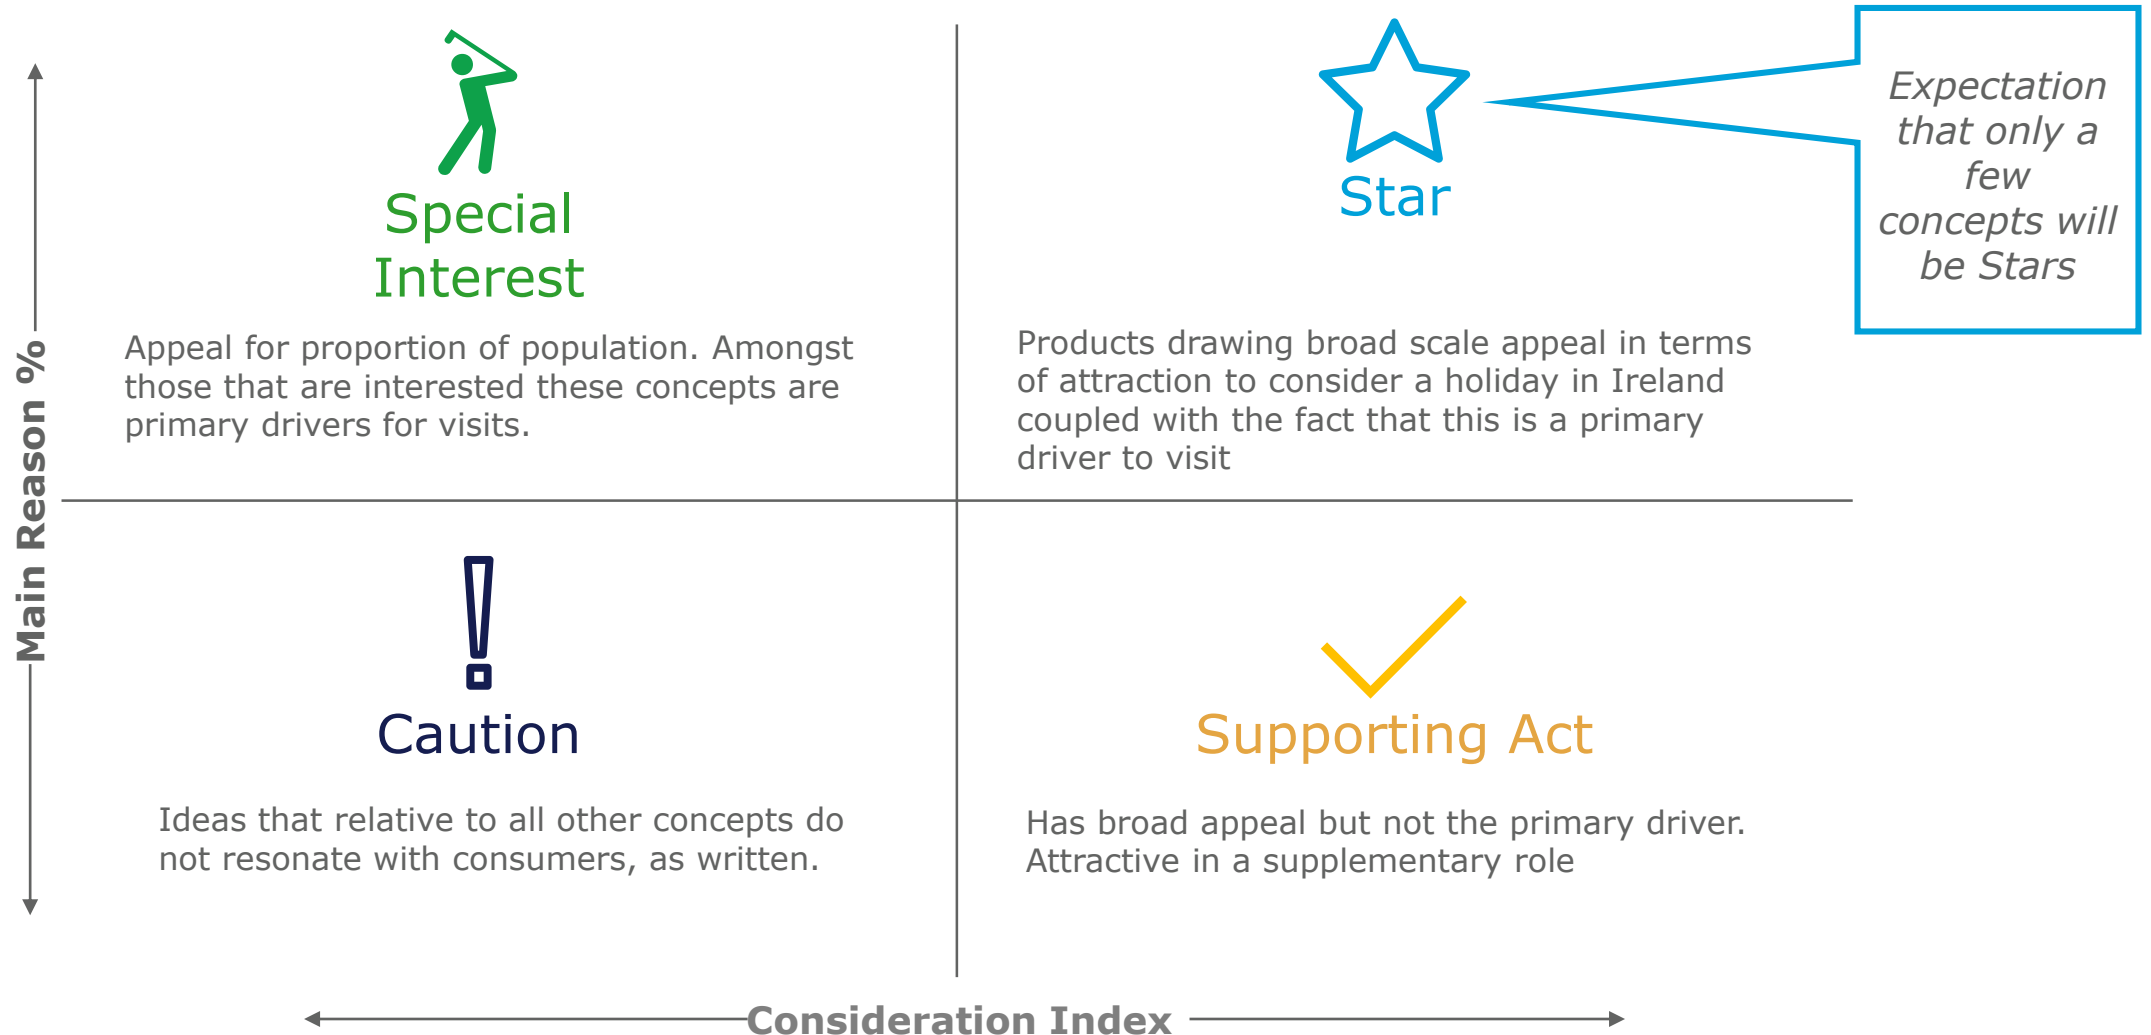 Special
Interest
Appeal for proportion of population. Amongst
those that are interested these concepts are
primary drivers for visits.
Star
Products drawing broad scale appeal in terms
of attraction to consider a holiday in Ireland
coupled with the fact that this is a primary
driver to visit
Expectation
that only a
few
concepts will
be Stars
Main Reason %
Caution
Ideas that relative to all other concepts do
not resonate with consumers, as written.
Supporting Act
Has broad appeal but not the primary driver.
Attractive in a supplementary role
Consideration Index